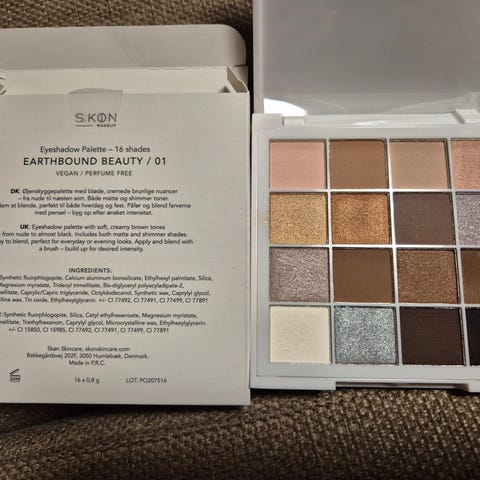 S:KIN
MAKEUP
Eyeshadow Palette – 16 shades
EARTHBOUND BEAUTY / 01
VEGAN / PERFUME FREE
DK: Øjenskyggepalette med bløde, cremede brunlige nuancer
– fra nude til næsten sort. Både matte og shimmer toner.
Nem at blende, perfekt til både hverdag og fest. Påfør og blend farverne
med pensel – byg op efter ønsket intensitet.
UK: Eyeshadow palette with soft, creamy brown tones
from nude to almost black. Includes both matte and shimmer shades.
to blend, perfect for everyday or evening looks. Apply and blend with
a brush – build up for desired intensity.
INGREDIENTS:
Synthetic fluorphlogopite, Calcium aluminum borosilicate, Ethylhexyl palmitate, Silica,
Magnesium myristate, Tridecyl trimellitate, Bis-diglyceryl polyacyladipate-2,
Caprylic/Capric triglyceride, Octyldodecanol, Synthetic wax, Caprylyl glycol,
wax, Tin oxide, Ethylhexylglycerin. +/- CI 77492, CI 77491, CI 77499, CI 77891
Synthetic fluorphlogopite, Silica, Cetyl ethylhexanoate, Magnesium myristate,
Triethylhexanoin, Caprylyl glycol, Microcrystalline wax, Ethylhexylglycerin.
+/- CI 15850, CI 15985, CI 77491, CI 77492, CI 77499, CI 77891
Skøn Skincare. skonskincare.com
Bakkegårdsvej 202F, 3050 Humlebæk, Denmark.
Made in P.R.C.
16 x 0,8 g
LOT: PO207516